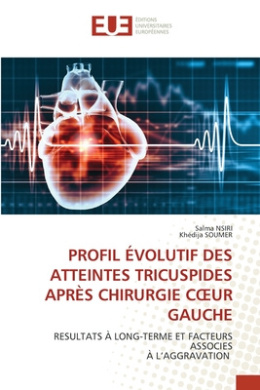 EUE
ÉDITIONS
UNIVERSITAIRES
EUROPÉENNES
Salma NSIRI
Khédija SOUMER
PROFIL ÉVOLUTIF DES
ATTEINTES TRICUSPIDES
APRÈS CHIRURGIE CŒUR
GAUCHE
RESULTATS À LONG-TERME ET FACTEURS
ASSOCIES
À L’AGGRAVATION